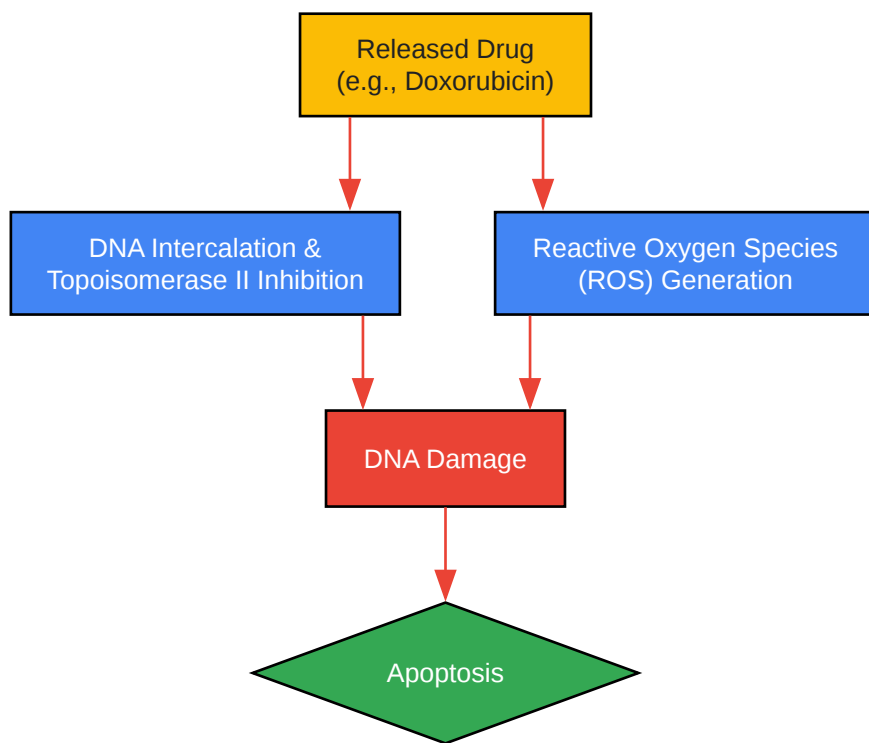 Released Drug
(e.g., Doxorubicin)
DNA Intercalation &
Topoisomerase II Inhibition
Reactive Oxygen Species
(ROS) Generation
DNA Damage
Apoptosis